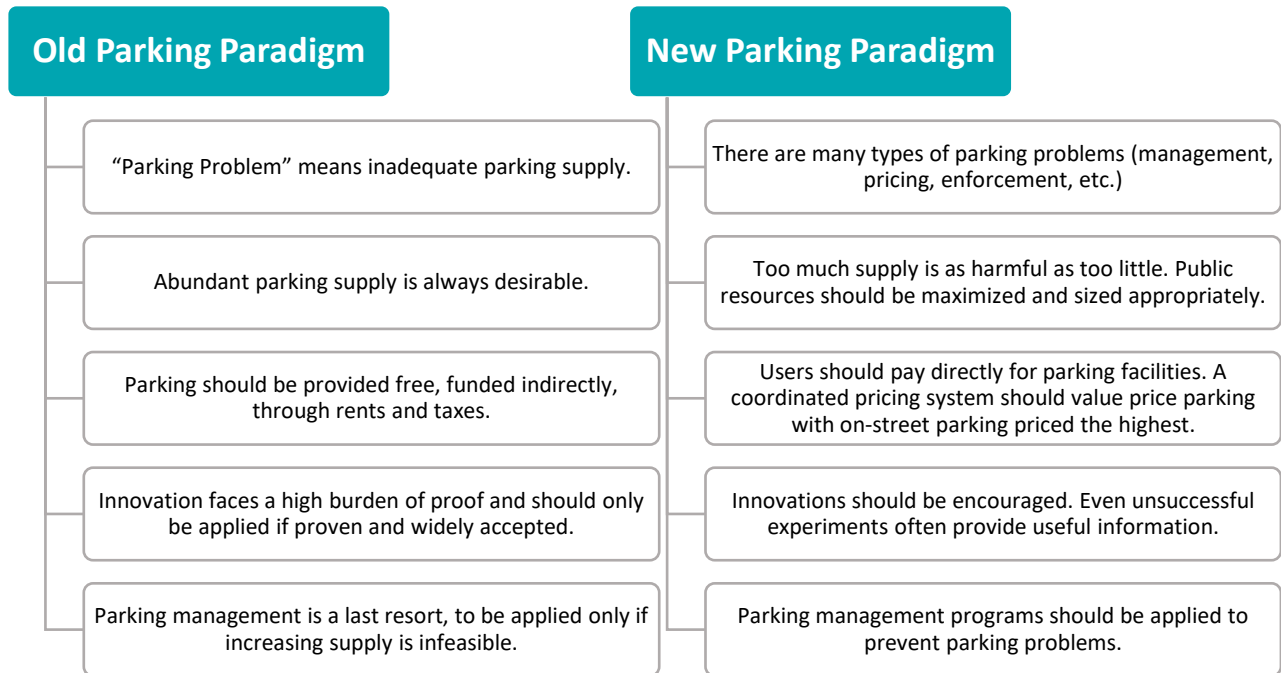 Old Parking Paradigm
“Parking Problem” means inadequate parking supply.
Abundant parking supply is always desirable.
Parking should be provided free, funded indirectly,
through rents and taxes.
Innovation faces a high burden of proof and should only
be applied if proven and widely accepted.
Parking management is a last resort, to be applied only if
increasing supply is infeasible.
New Parking Paradigm
There are many types of parking problems (management,
pricing, enforcement, etc.)
Too much supply is as harmful as too little. Public
resources should be maximized and sized appropriately.
Users should pay directly for parking facilities. A
coordinated pricing system should value price parking
with on-street parking priced the highest.
Innovations should be encouraged. Even unsuccessful
experiments often provide useful information.
Parking management programs should be applied to
prevent parking problems.